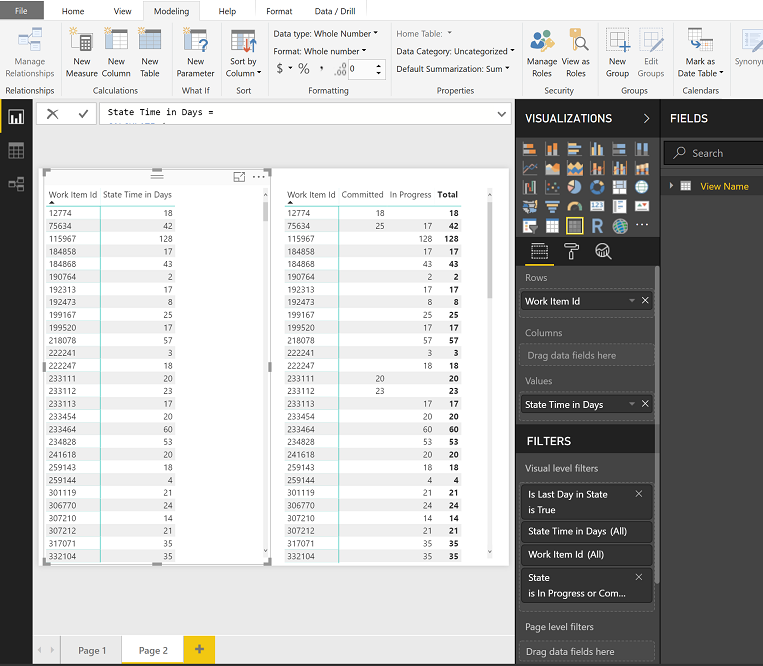 File Home View Modeling Help Format Data / Drill
Manage Relationships
Relationships
New Measure
New Column
New Table
Calculations
New Parameter
What If
Sort by Column
Sort
Data type: Whole Number
Format: Whole number
$ % , .00 0
Formatting
Home Table:
Data Category: Uncategorized
Default Summarization: Sum
Properties
Manage Roles
View as Roles
Security
New Group
Edit Groups
Groups
Mark as Date Table
Calendars
State Time in Days =
Work Item Id State Time in Days
12774 18
75634 42
115967 128
184858 17
184868 43
190764 2
192313 17
192473 8
199167 25
199520 17
218078 57
222241 3
222247 18
233111 20
233112 23
233113 17
233454 20
233464 60
234828 53
241618 20
259143 18
259144 4
301119 21
306770 24
307210 14
307212 21
317071 35
332104 35
Work Item Id Committed In Progress Total
12774 18 18
75634 25 17 42
115967 128 128
184858 17 17
184868 43 43
190764 2 2
192313 17 17
192473 8 8
199167 25 25
199520 17 17
218078 57 57
222241 3 3
222247 18 18
233111 20 20
233112 23 23
233113 17 17
233454 20 20
233464 60 60
234828 53 53
241618 20 20
259143 18 18
259144 4 4
301119 21 21
306770 24 24
307210 14 14
307212 21 21
317071 35 35
332104 35 35
Page 1 Page 2 +
VISUALIZATIONS
R
Rows
Work Item Id
Columns
Drag data fields here
Values
State Time in Days
FILTERS
Visual level filters
Is Last Day in State
is True
State Time in Days (All)
Work Item Id (All)
State
is In Progress or Com...
Page level filters
Drag data fields here
FIELDS
Search
View Name